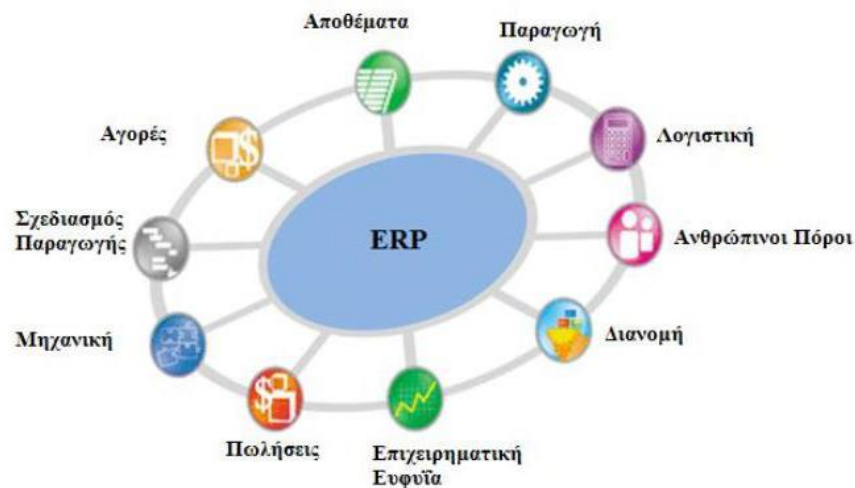 Αποθέματα
Παραγωγή
Αγορές
Λογιστική
Σχεδιασμός
Παραγωγής
ERP
Ανθρώπινοι Πόροι
Μηχανική
Διανομή
Πωλήσεις
Επιχειρηματική
Ευφυΐα